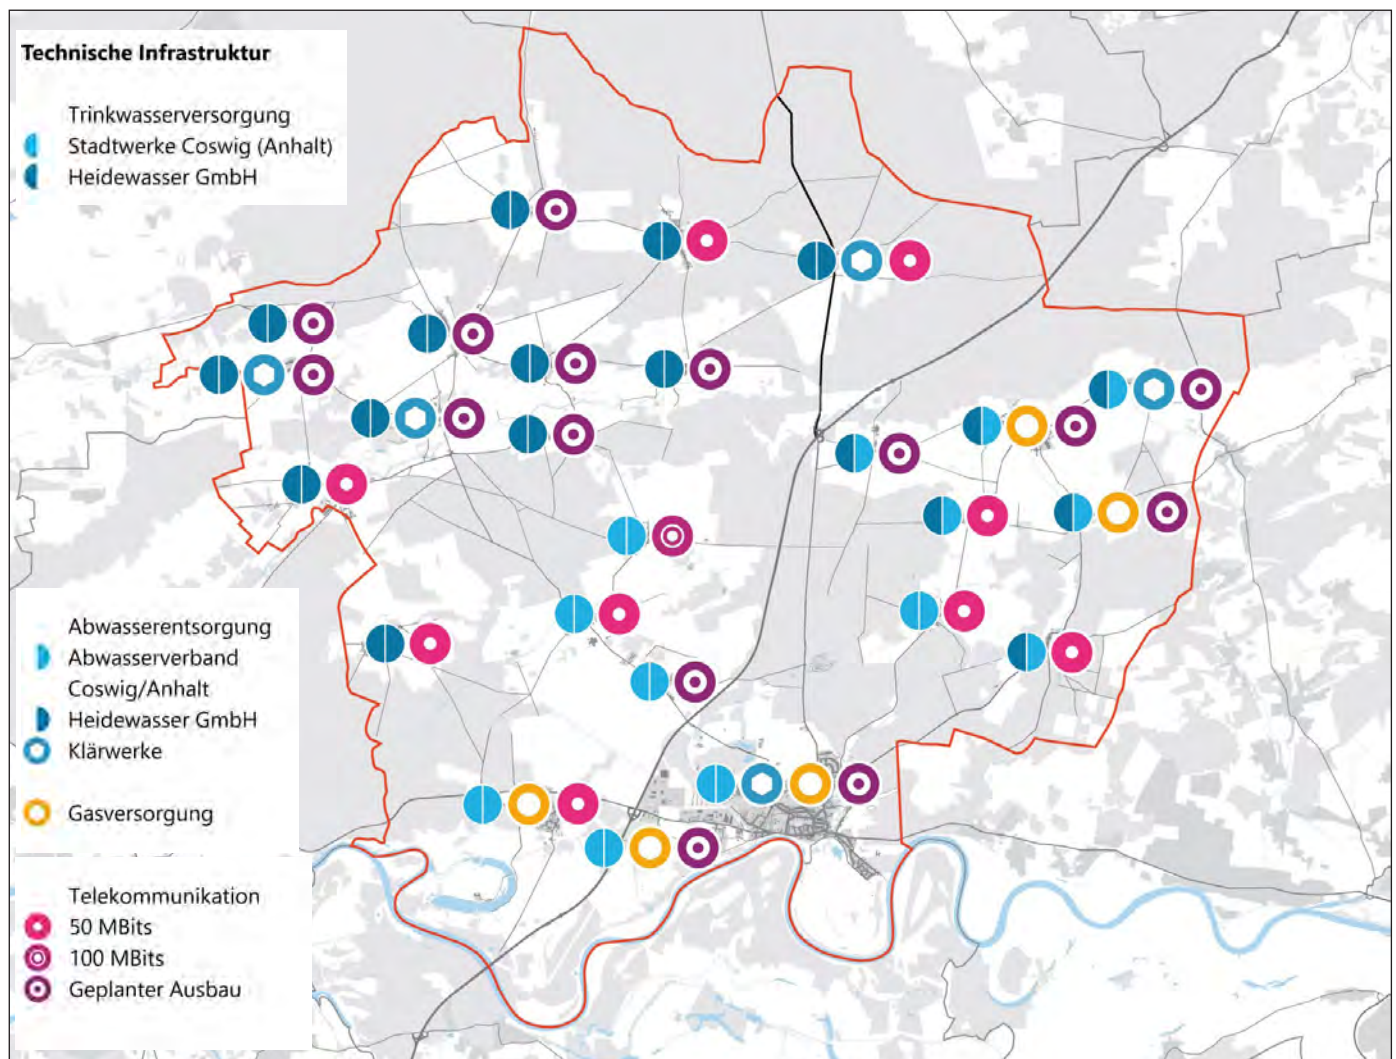 Technische Infrastruktur
Trinkwasserversorgung
Stadtwerke Coswig (Anhalt)
Heidewasser GmbH
Abwasserentsorgung
Abwasserverband
Coswig/Anhalt
Heidewasser GmbH
Klärwerke
Gasversorgung
Telekommunikation
50 MBits
100 MBits
Geplanter Ausbau